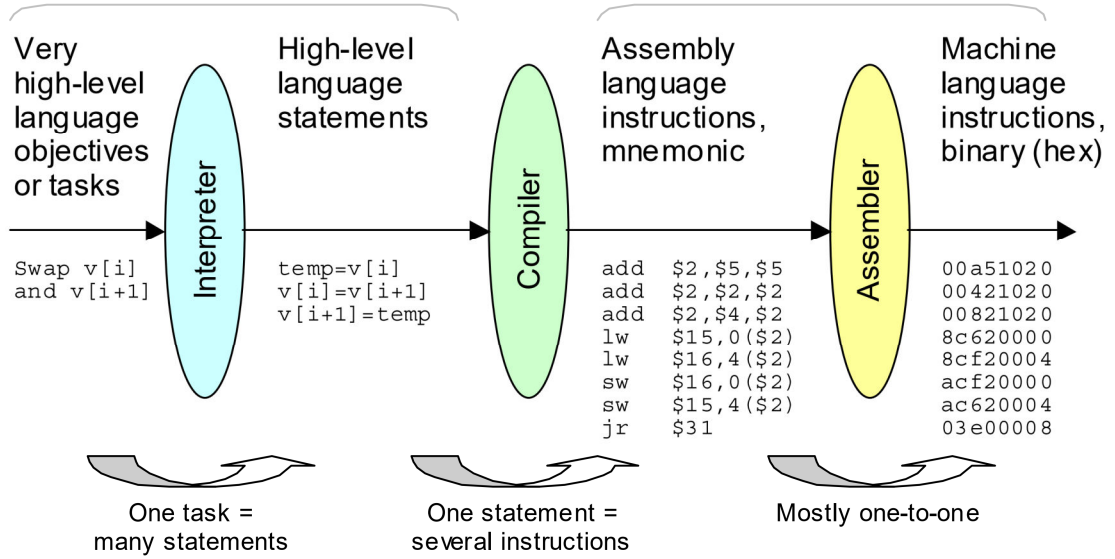 Very
high-level
language
objectives
or tasks
High-level
language
statements
Assembly
language
instructions,
mnemonic
Machine
language
instructions,
binary (hex)
Interpreter
Compiler
Assembler
Swap v[i]
and v[i+1]
temp=v[i]
v[i]=v[i+1]
v[i+1]=temp
add $2,$5,$5
add $2,$2,$2
add $2,$4,$2
lw $15,0($2)
lw $16,4($2)
sw $16,0($2)
sw $15,4($2)
jr $31
00a51020
00421020
00821020
8c620000
8cf20004
acf20000
ac620004
03e00008
One task =
many statements
One statement =
several instructions
Mostly one-to-one